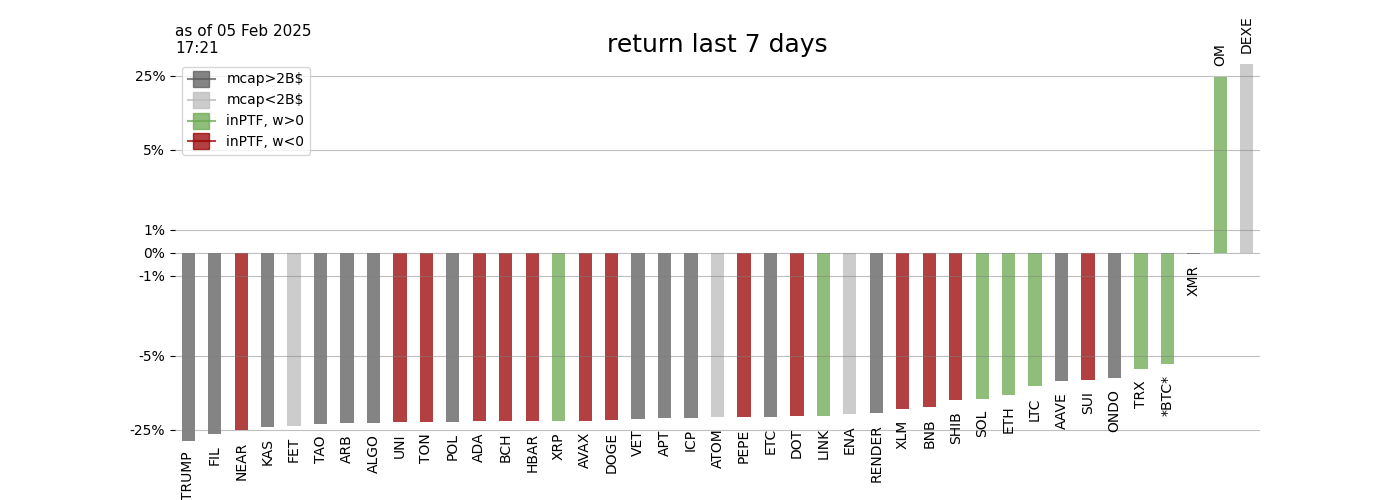 as of 05 Feb 2025
17:21
return last 7 days
mcap>2B$
mcap<2B$
inPTF, w>0
inPTF, w<0
25%
5%
1%
0%
-1%
-5%
-25%
TRUMP
FIL
NEAR
KAS
FET
TAO
ARB
ALGO
UNI
TON
POL
ADA
BCH
HBAR
XRP
AVAX
DOGE
VET
APT
ICP
ATOM
PEPE
ETC
DOT
LINK
ENA
RENDER
XLM
BNB
SHIB
SOL
ETH
LTC
AAVE
SUI
ONDO
TRX
*BTC*
XMR
OM
DEXE